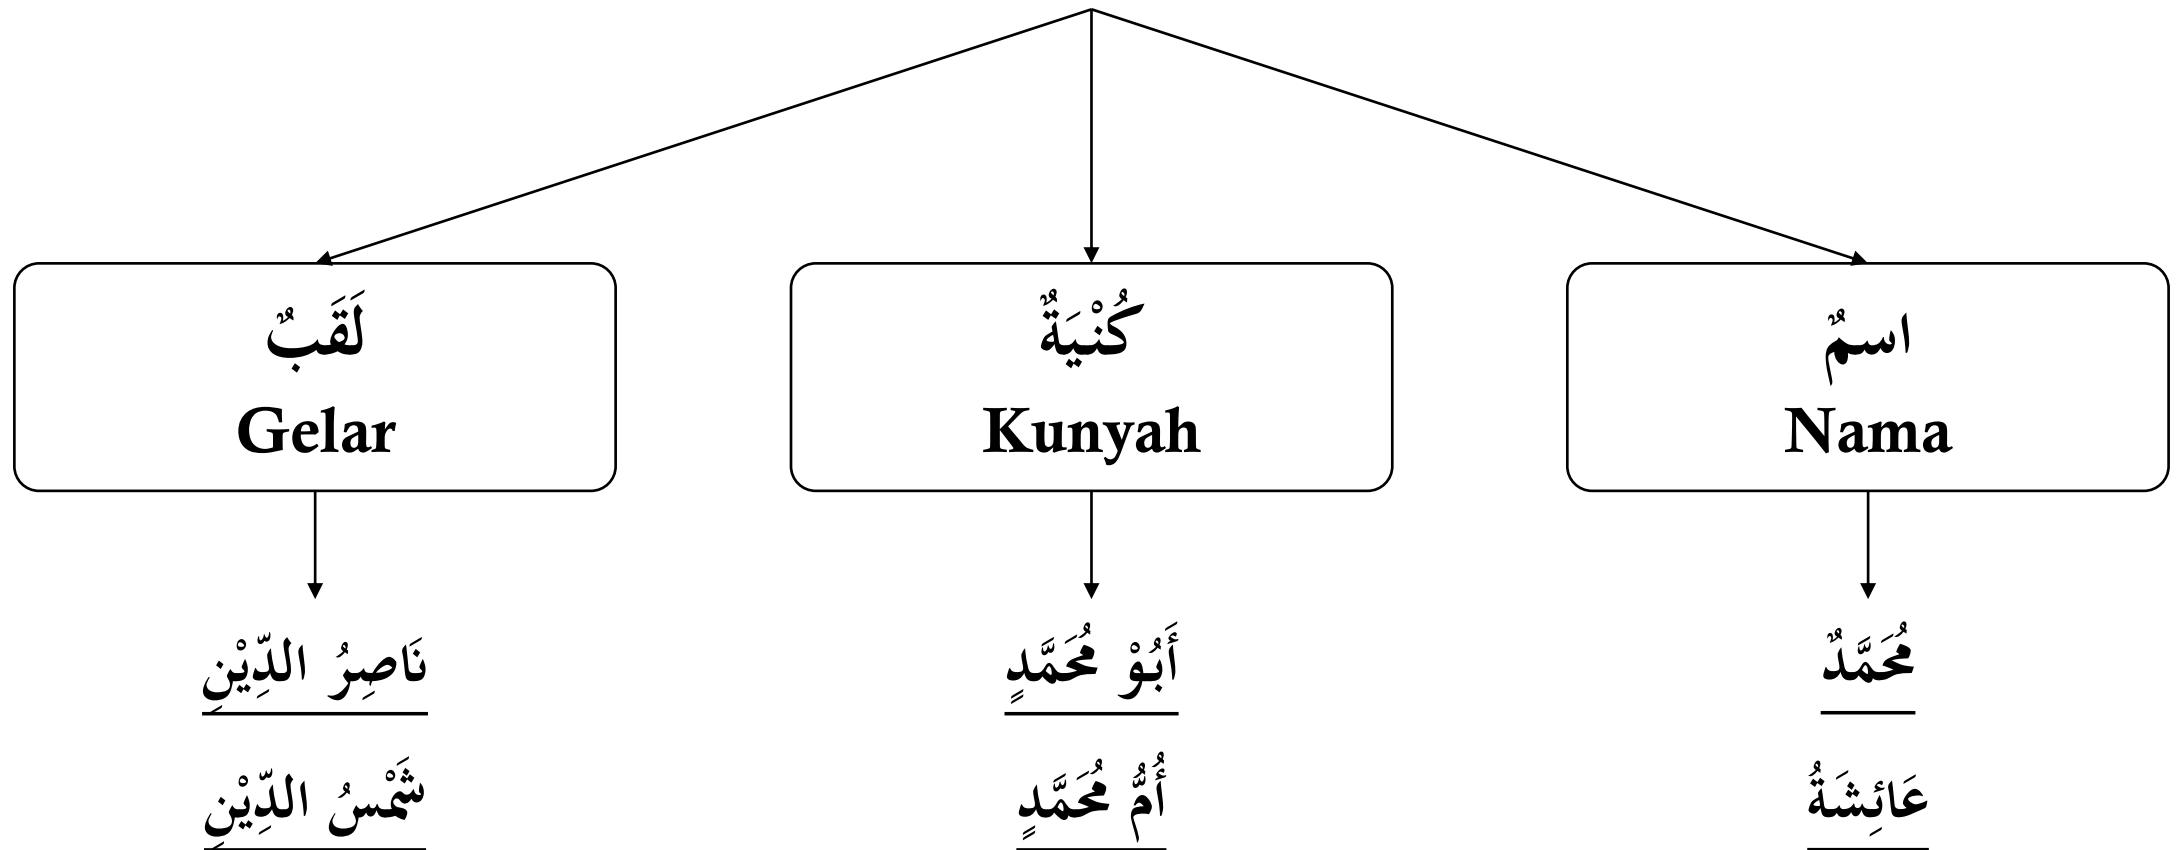 اسمٌ
Nama
كُنْيَةٌ
Kunyah
لَقَبٌ
Gelar
مُحَمَّدٌ
أَبُوْ مُحَمَّدٍ
نَاصِرُ الدِّيْنِ
عَائِشَةُ
أُمُّ مُحَمَّدٍ
شَمْسُ الدِّيْنِ